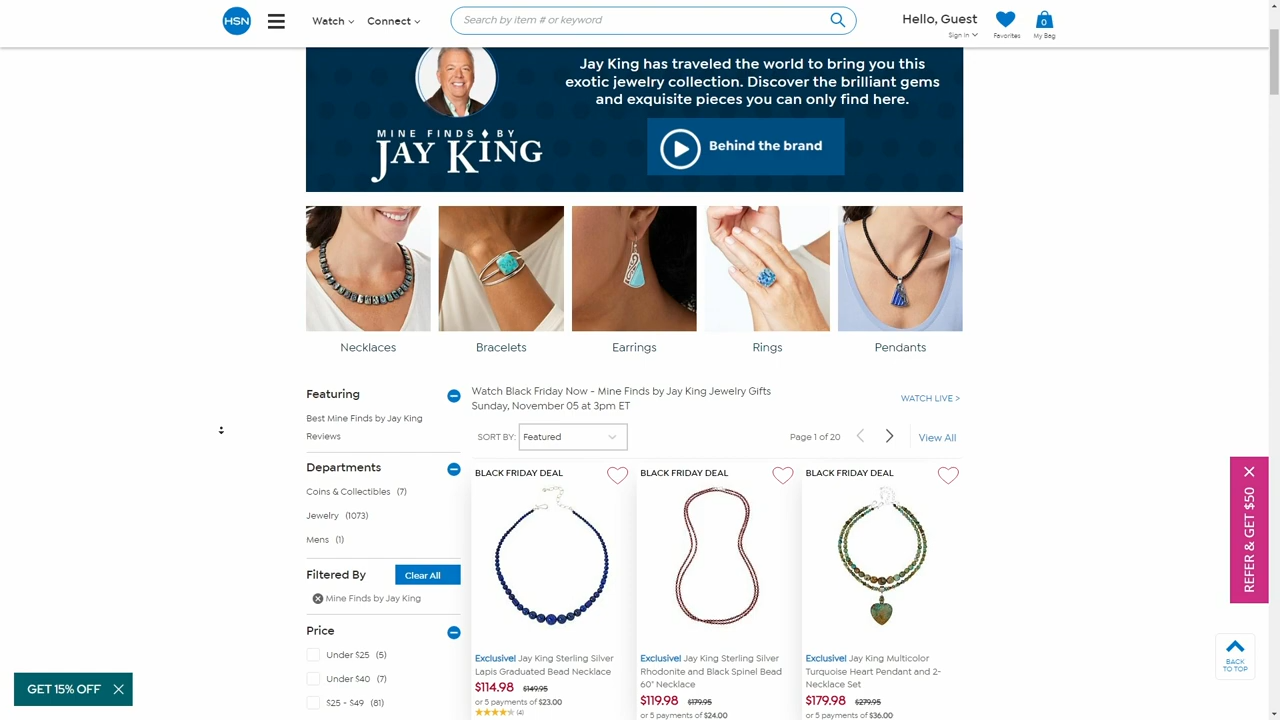 HSN
Watch
Connect
Search by item # or keyword
Hello, Guest
Sign In
Favorites
0
My Bag
Jay King has traveled the world to bring you this
exotic jewelry collection. Discover the brilliant gems
and exquisite pieces you can only find here.
MINE FINDS BY
JAY KING
Behind the brand
Necklaces
Bracelets
Earrings
Rings
Pendants
Featuring
Best Mine Finds by Jay King
Reviews
Departments
Coins & Collectibles (7)
Jewelry (1073)
Mens (1)
Filtered By
Clear All
Mine Finds by Jay King
Price
Under $25 (5)
Under $40 (7)
$25 - $49 (81)
Watch Black Friday Now - Mine Finds by Jay King Jewelry Gifts
Sunday, November 05 at 3pm ET
WATCH LIVE >
SORT BY: Featured
Page 1 of 20
View All
BLACK FRIDAY DEAL
Exclusive! Jay King Sterling Silver
Lapis Graduated Bead Necklace
$114.98 $149.95
or 5 payments of $23.00
(4)
BLACK FRIDAY DEAL
Exclusive! Jay King Sterling Silver
Rhodonite and Black Spinel Bead
60" Necklace
$119.98 $179.95
or 5 payments of $24.00
BLACK FRIDAY DEAL
Exclusive! Jay King Multicolor
Turquoise Heart Pendant and 2-
Necklace Set
$179.98 $279.95
or 5 payments of $36.00
REFER & GET $50
BACK
TO TOP
GET 15% OFF